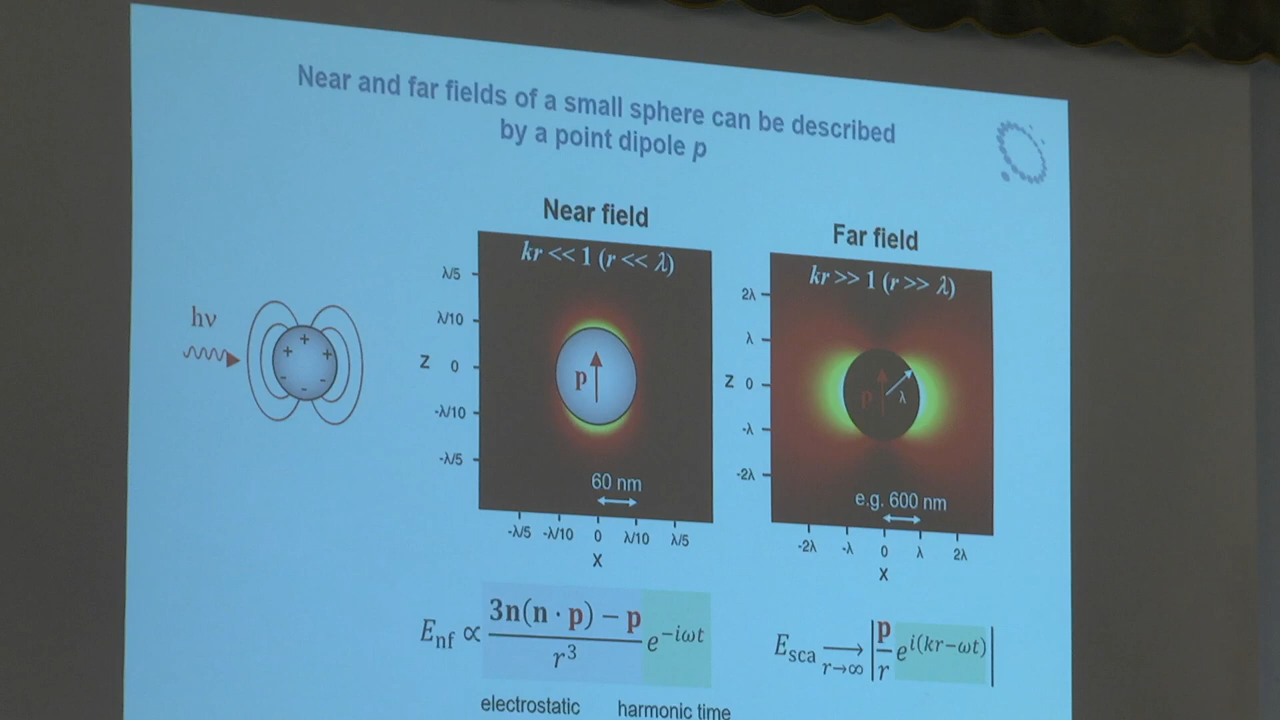 Near and far fields of a small sphere can be described
by a point dipole p
Near field
Far field
hν
+ + +
- - -
kr << 1 (r << λ)
λ/5
λ/10
Z 0
-λ/10
-λ/5
p
60 nm
-λ/5 -λ/10 0 λ/10 λ/5
X
kr >> 1 (r >> λ)
2λ
λ
Z 0
-λ
-2λ
p
λ
e.g. 600 nm
-2λ -λ 0 λ 2λ
X
E_nf ∝ (3n(n · p) − p)/r³ e^(−iωt)
E_sca ⟶_(r→∞) |p/r e^(i(kr−ωt))|
electrostatic
harmonic time